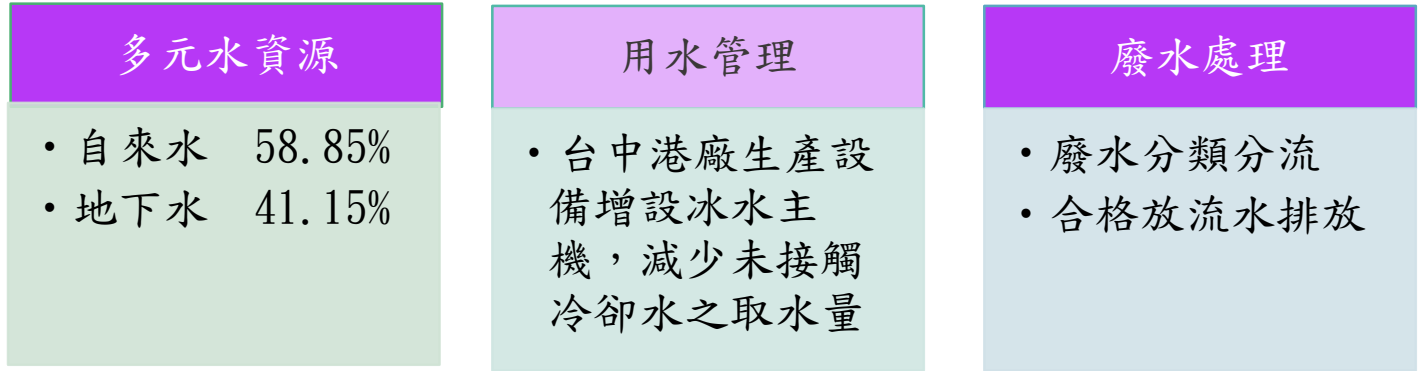 多元水資源
・自來水 58.85%
・地下水 41.15%
用水管理
・台中港廠生產設
備增設冰水主
機，減少未接觸
冷卻水之取水量
廢水處理
・廢水分類分流
・合格放流水排放